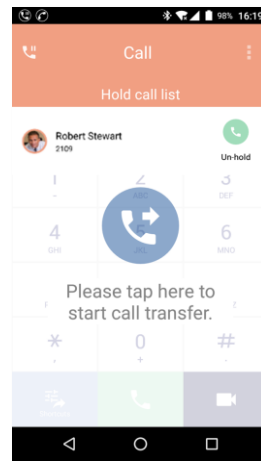 98% 16:19
Call
Hold call list
Robert Stewart
2109
Un-hold
1 2 3
ABC DEF
4 5 6
GHI JKL MNO
Please tap here to
start call transfer.
* 0 #
+